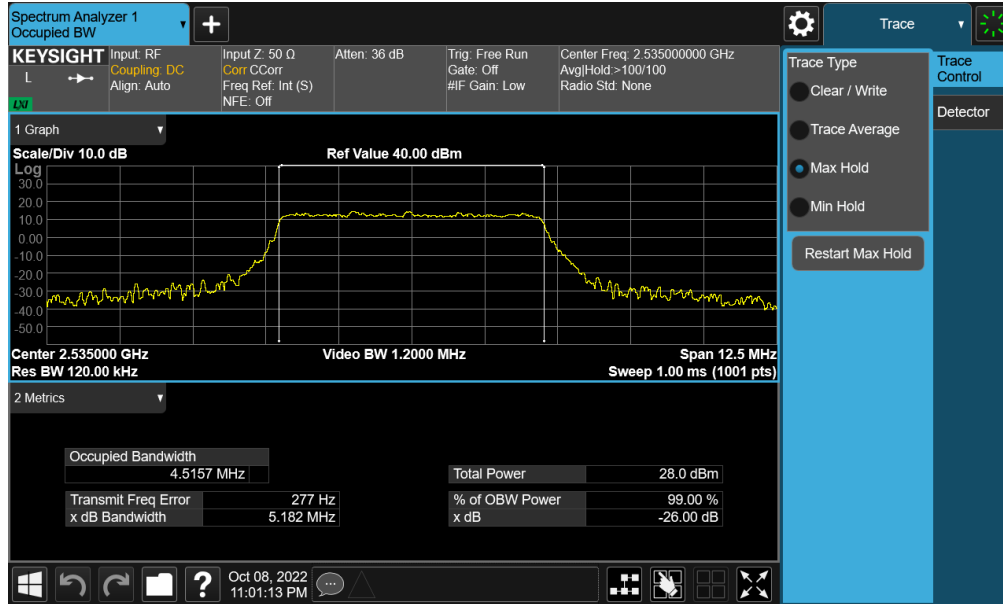 Spectrum Analyzer 1
Occupied BW
Trace
KEYSIGHT
L
LXI
Input: RF
Coupling: DC
Align: Auto
Input Z: 50 Ω
Corr CCorr
Freq Ref: Int (S)
NFE: Off
Atten: 36 dB
Trig: Free Run
Gate: Off
#IF Gain: Low
Center Freq: 2.535000000 GHz
Avg|Hold:>100/100
Radio Std: None
Trace Type
Clear / Write
Trace Average
Max Hold
Min Hold
Restart Max Hold
Trace
Control
Detector
1 Graph
Scale/Div 10.0 dB
Ref Value 40.00 dBm
Log
30.0
20.0
10.0
0.00
-10.0
-20.0
-30.0
-40.0
-50.0
Center 2.535000 GHz
Video BW 1.2000 MHz
Span 12.5 MHz
Res BW 120.00 kHz
Sweep 1.00 ms (1001 pts)
2 Metrics
Occupied Bandwidth
4.5157 MHz
Total Power 28.0 dBm
Transmit Freq Error 277 Hz
% of OBW Power 99.00 %
x dB Bandwidth 5.182 MHz
x dB -26.00 dB
?
Oct 08, 2022
11:01:13 PM